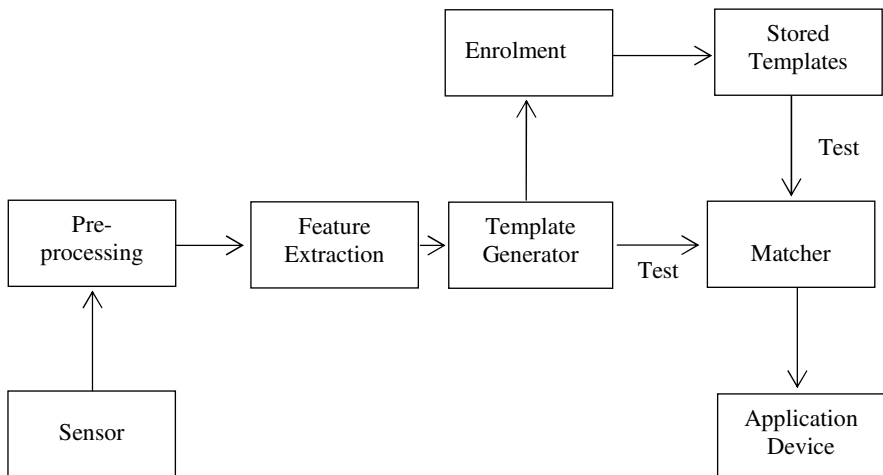 Enrolment
Stored
Templates
Test
Pre-
processing
Feature
Extraction
Template
Generator
Test
Matcher
Sensor
Application
Device